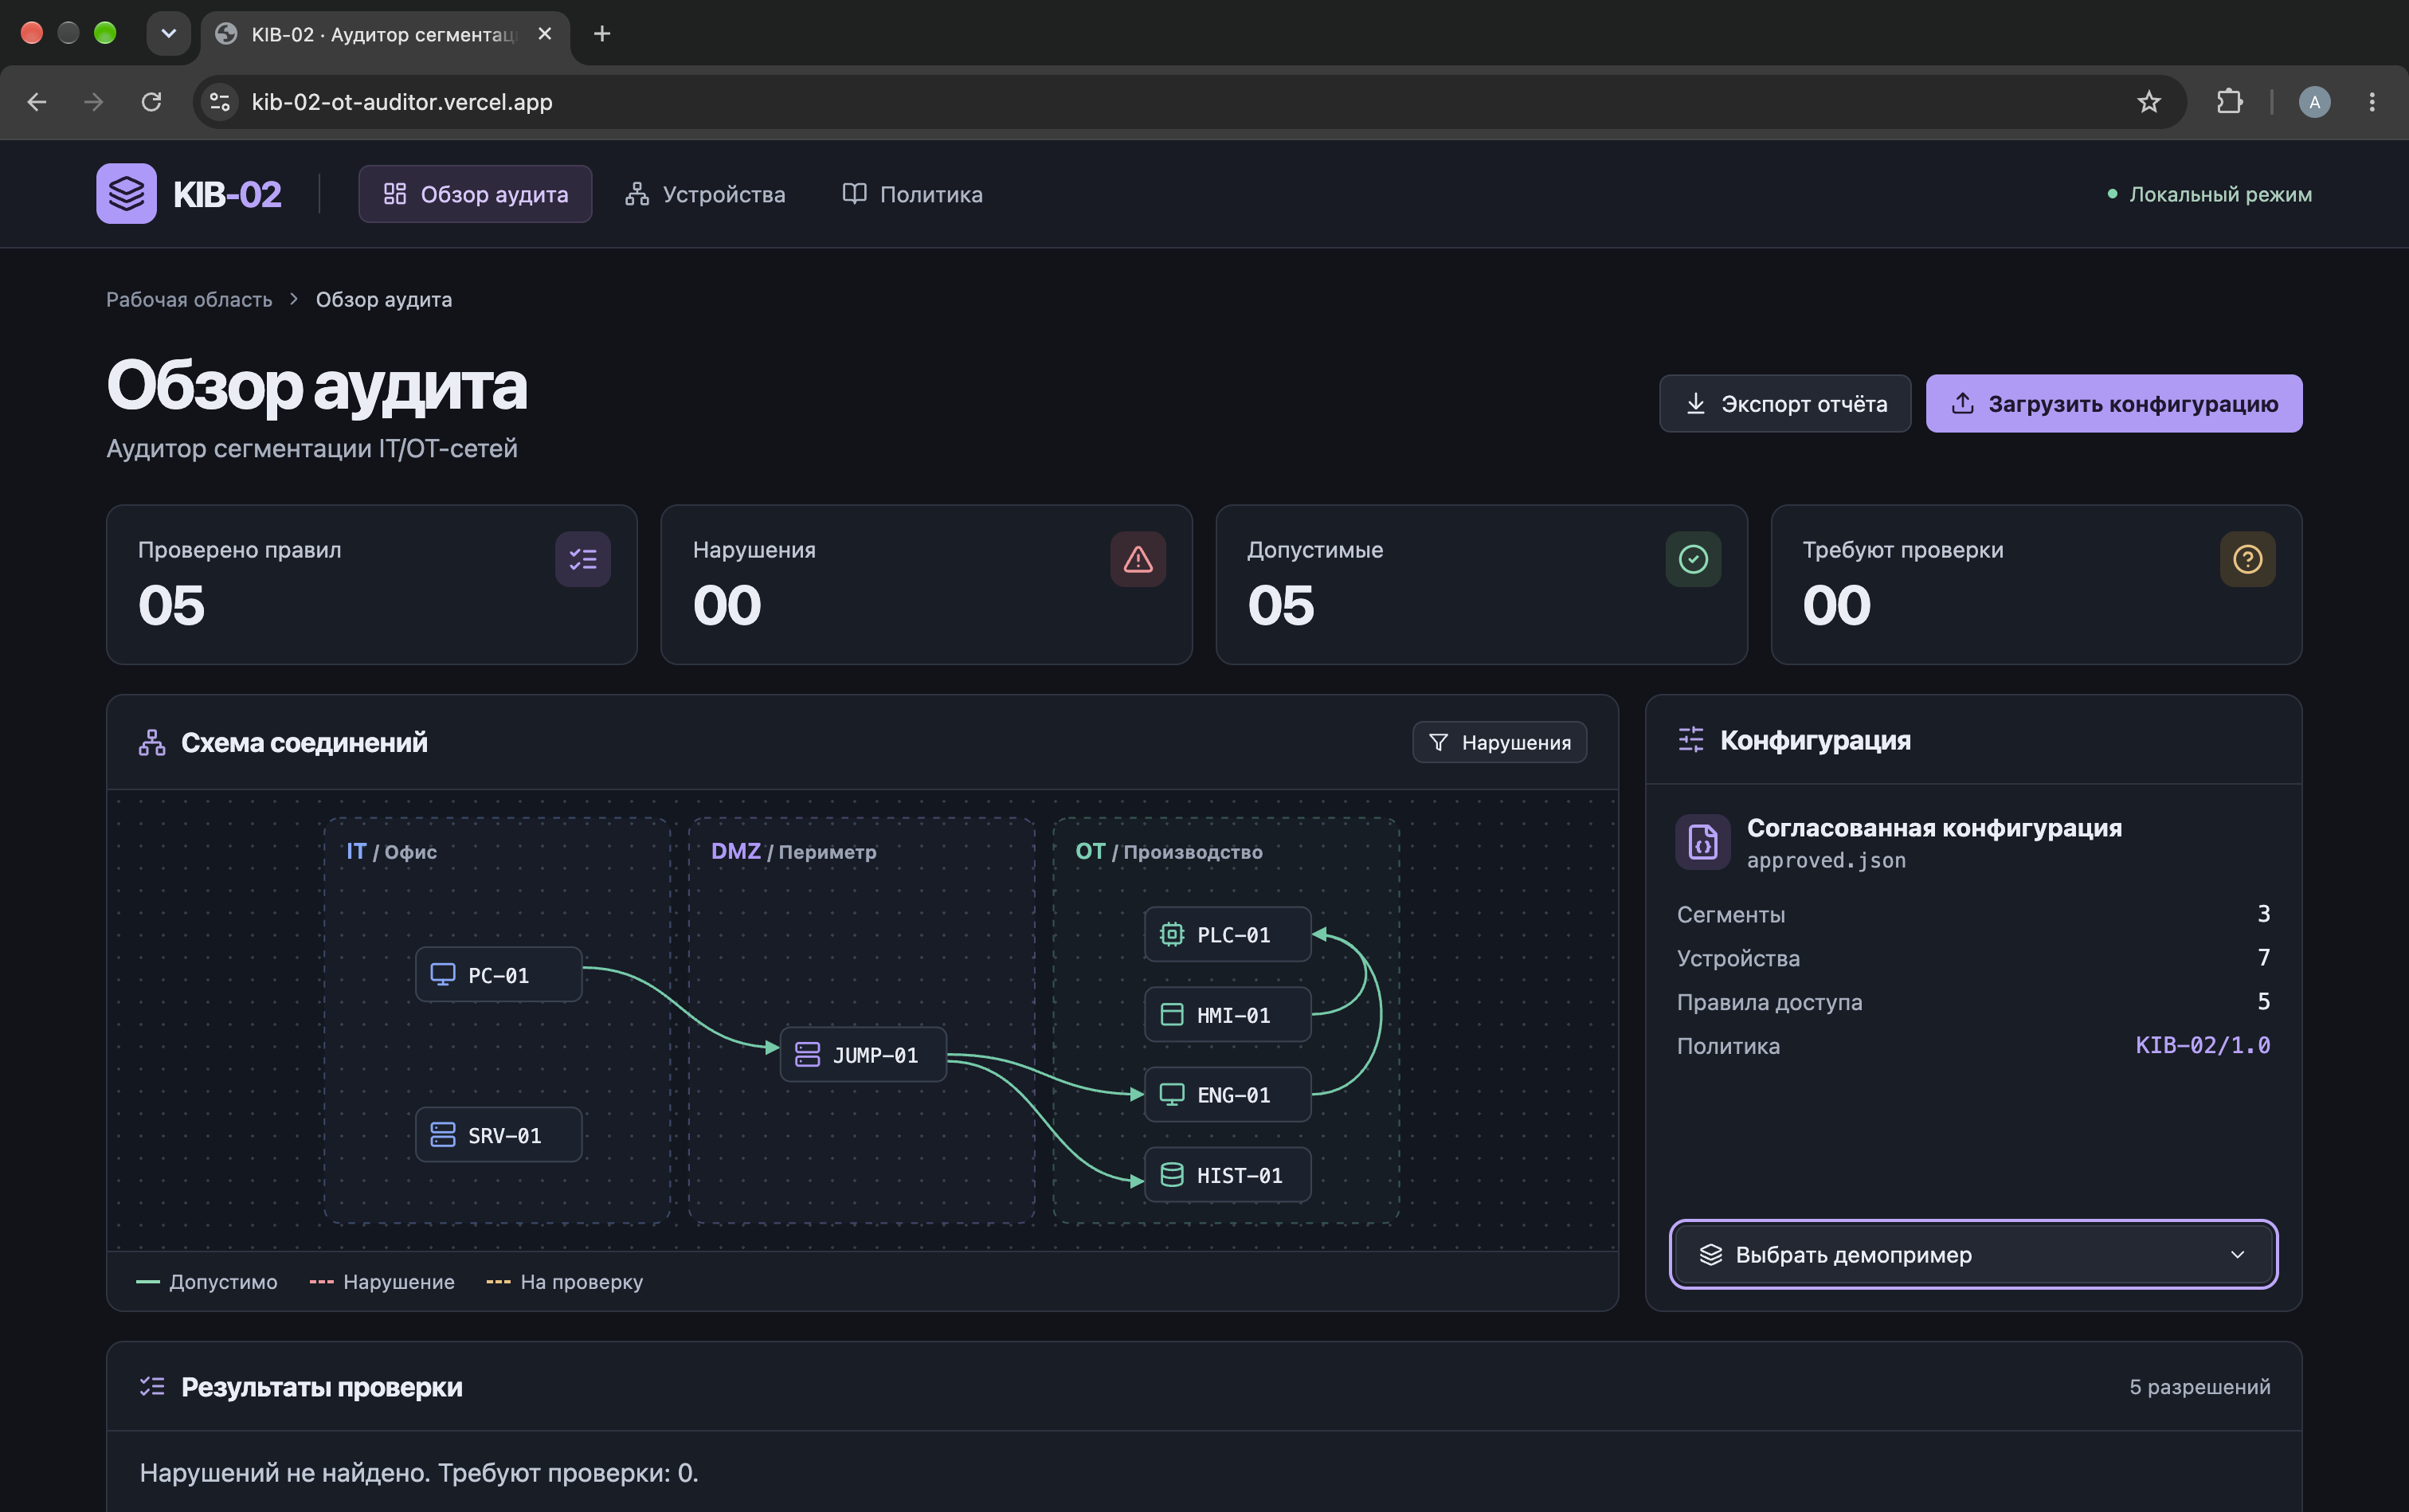 KIB-02 · Аудитор сегментац
kib-02-ot-auditor.vercel.app
A
KIB-02
Обзор аудита
Устройства
Политика
Локальный режим
Рабочая область > Обзор аудита
Обзор аудита
Аудитор сегментации IT/OT-сетей
Экспорт отчёта
Загрузить конфигурацию
Проверено правил
05
Нарушения
00
Допустимые
05
Требуют проверки
00
Схема соединений
Нарушения
IT / Офис
DMZ / Периметр
OT / Производство
PC-01
SRV-01
JUMP-01
PLC-01
HMI-01
ENG-01
HIST-01
Допустимо
Нарушение
На проверку
Конфигурация
Согласованная конфигурация
approved.json
Сегменты 3
Устройства 7
Правила доступа 5
Политика KIB-02/1.0
Выбрать демопример
Результаты проверки
5 разрешений
Нарушений не найдено. Требуют проверки: 0.